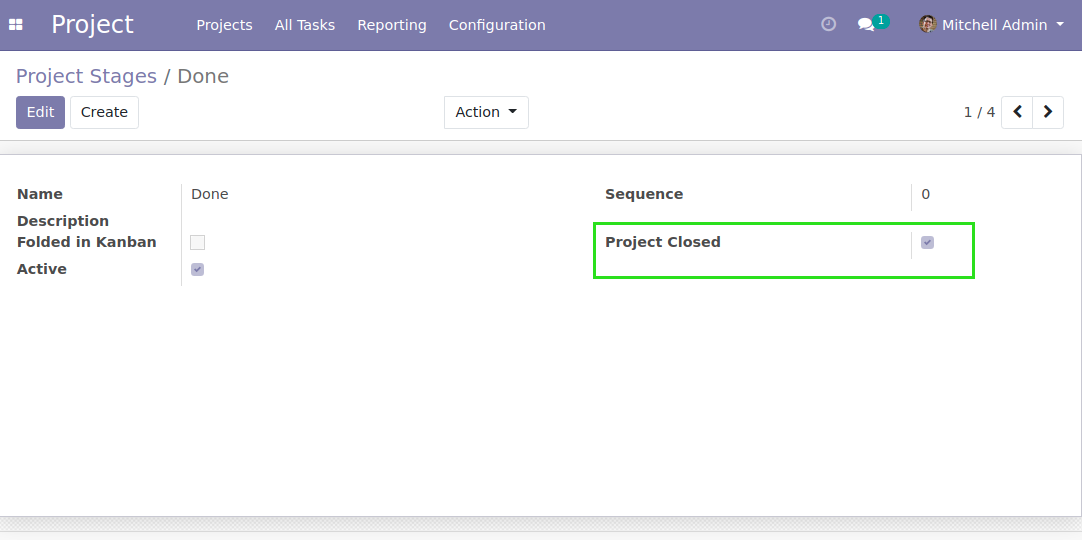 Project Projects All Tasks Reporting Configuration 1 Mitchell Admin
Project Stages / Done
Edit Create Action 1 / 4
Name Done Sequence 0
Description
Folded in Kanban Project Closed
Active